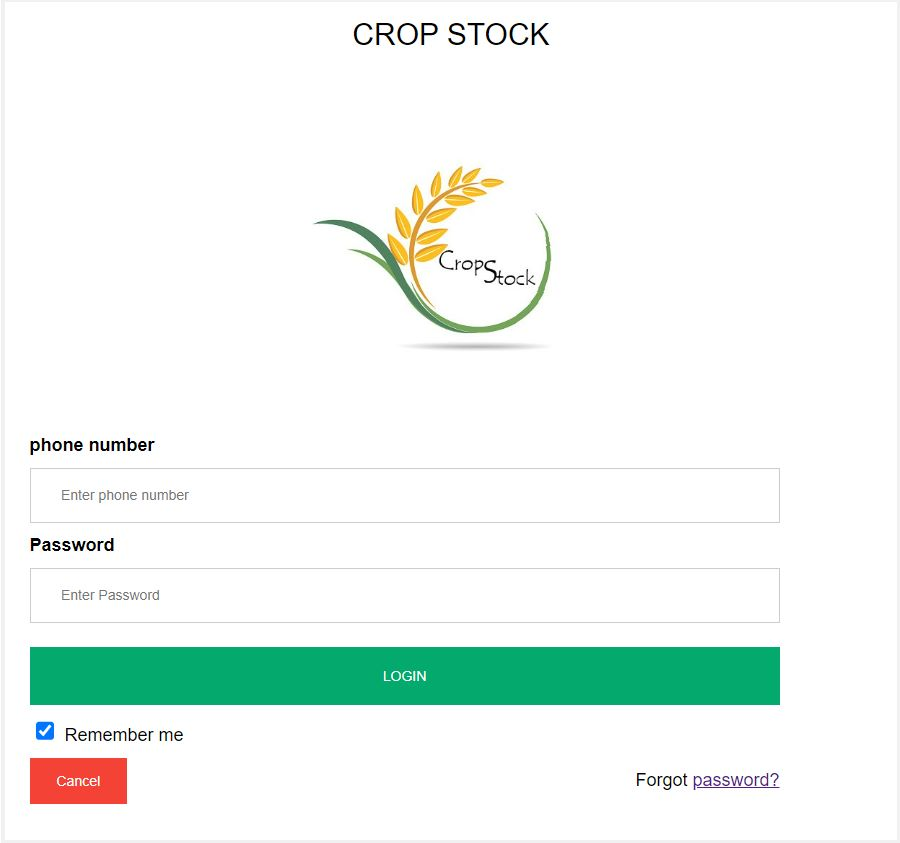 CROP STOCK
CropStock
phone number
Enter phone number
Password
Enter Password
LOGIN
Remember me
Cancel
Forgot password?